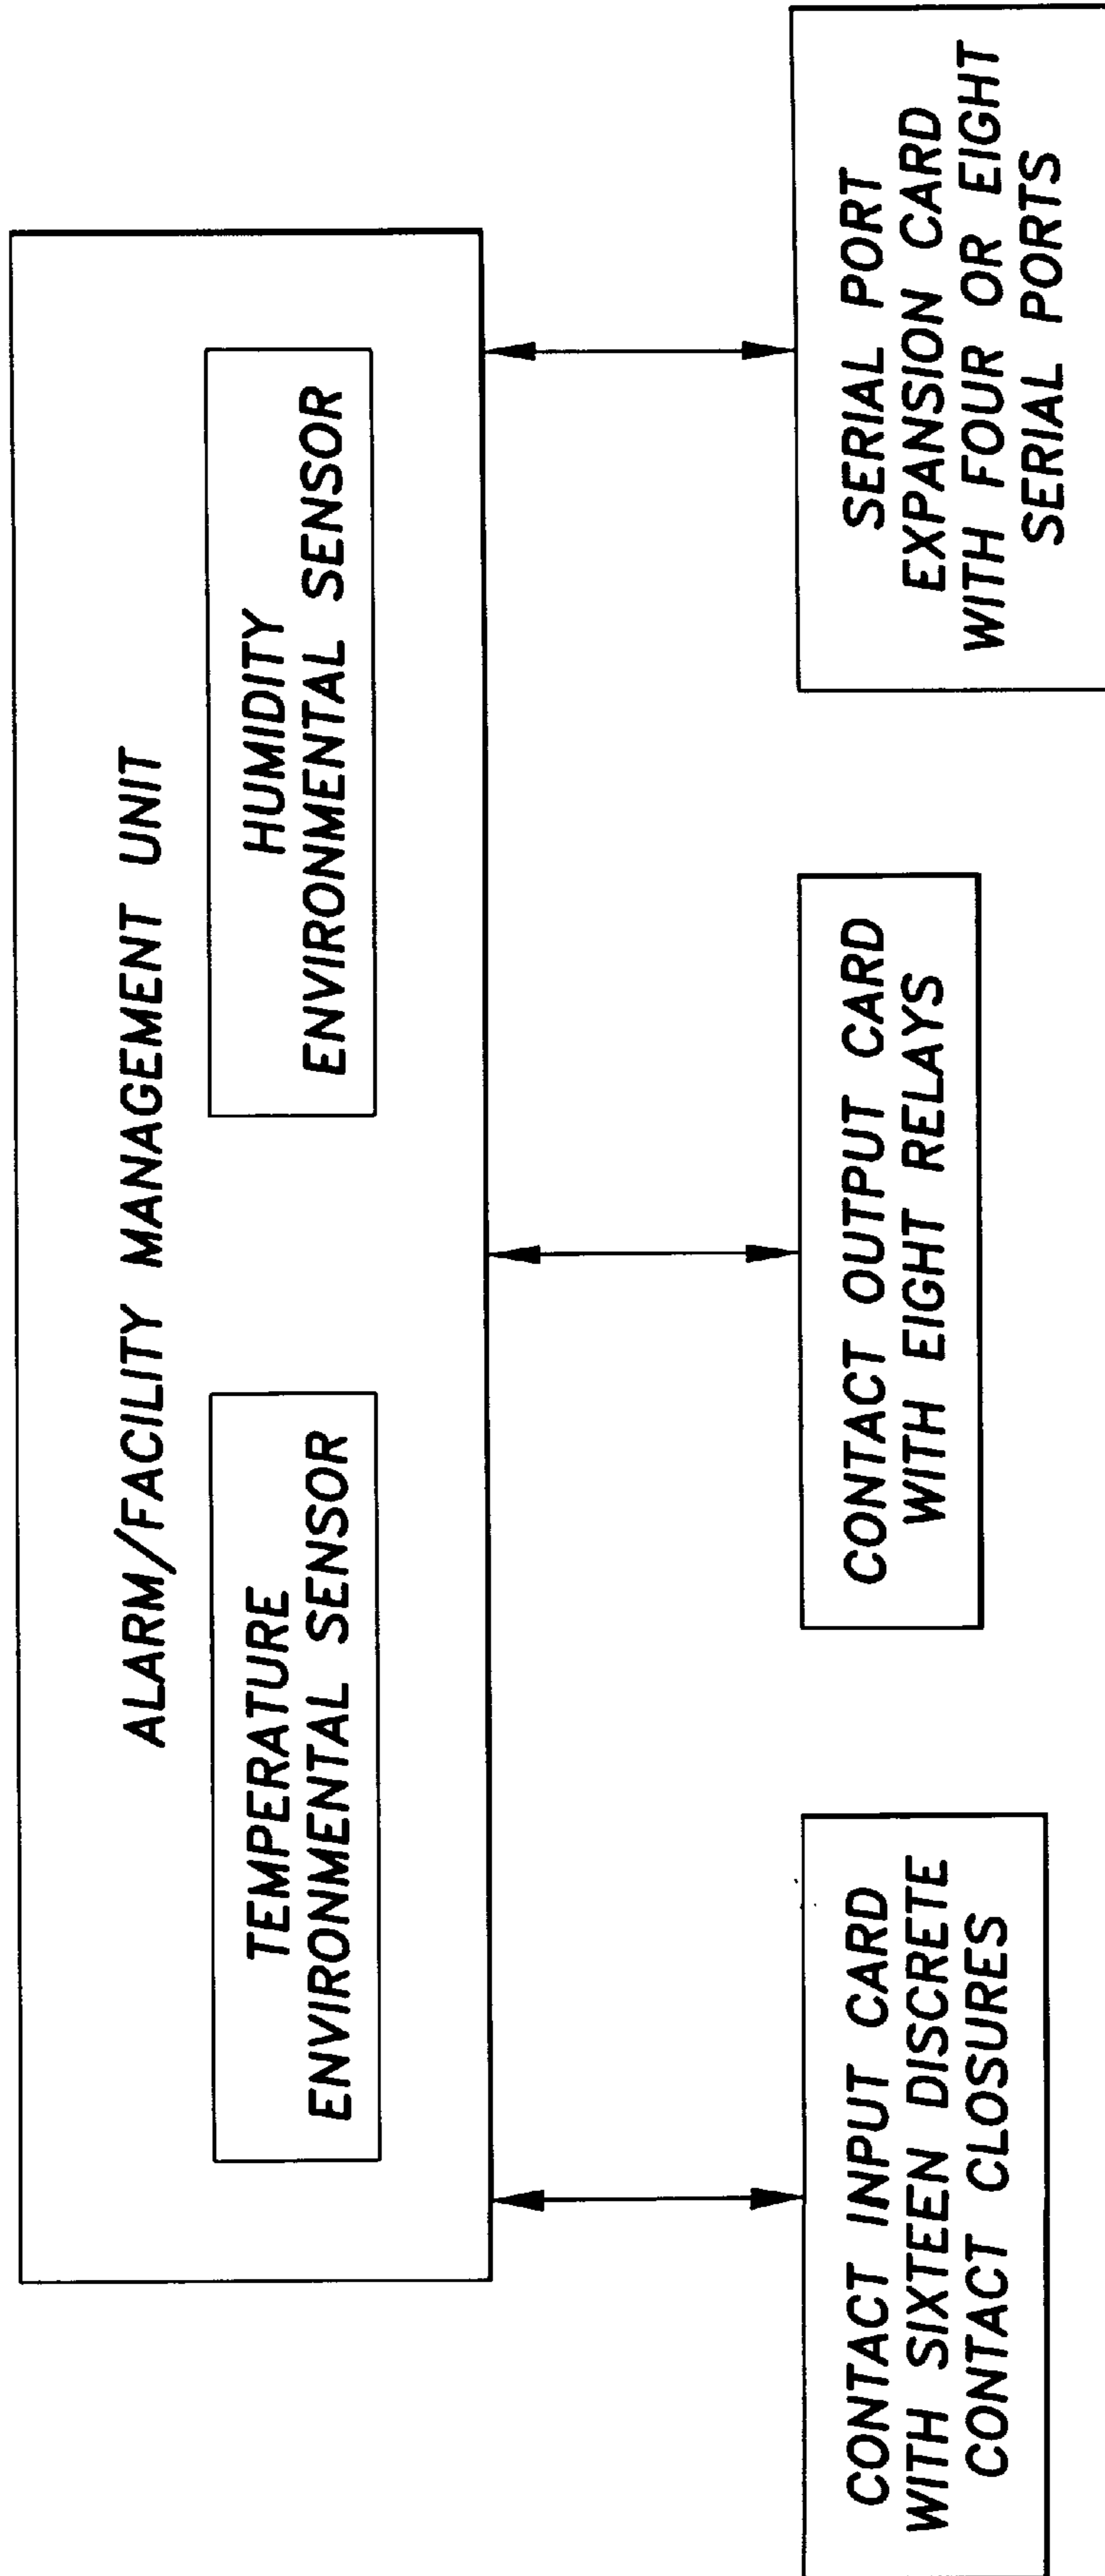 ALARM/FACILITY MANAGEMENT UNIT
TEMPERATURE
ENVIRONMENTAL SENSOR
HUMIDITY
ENVIRONMENTAL SENSOR
CONTACT INPUT CARD
WITH SIXTEEN DISCRETE
CONTACT CLOSURES
CONTACT OUTPUT CARD
WITH EIGHT RELAYS
SERIAL PORT
EXPANSION CARD
WITH FOUR OR EIGHT
SERIAL PORTS